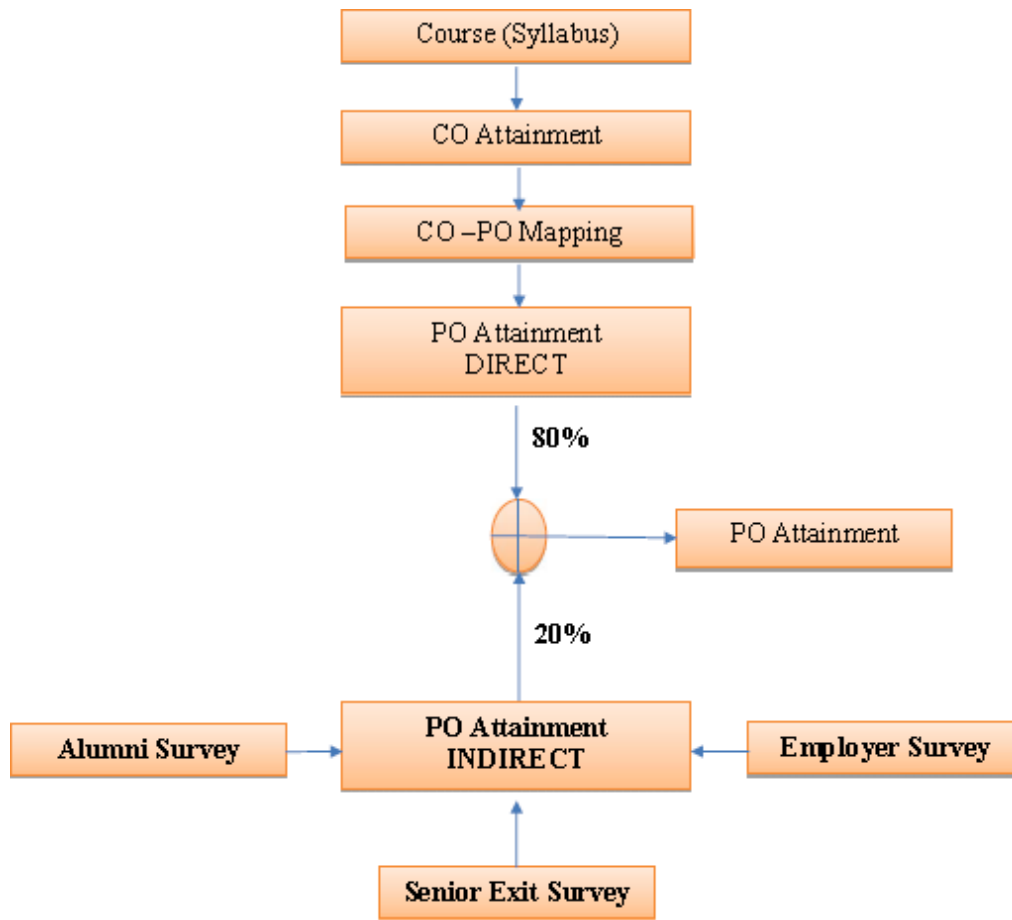 Course (Syllabus)
CO Attainment
CO –PO Mapping
PO Attainment
DIRECT
80%
PO Attainment
20%
PO Attainment
INDIRECT
Alumni Survey
Employer Survey
Senior Exit Survey